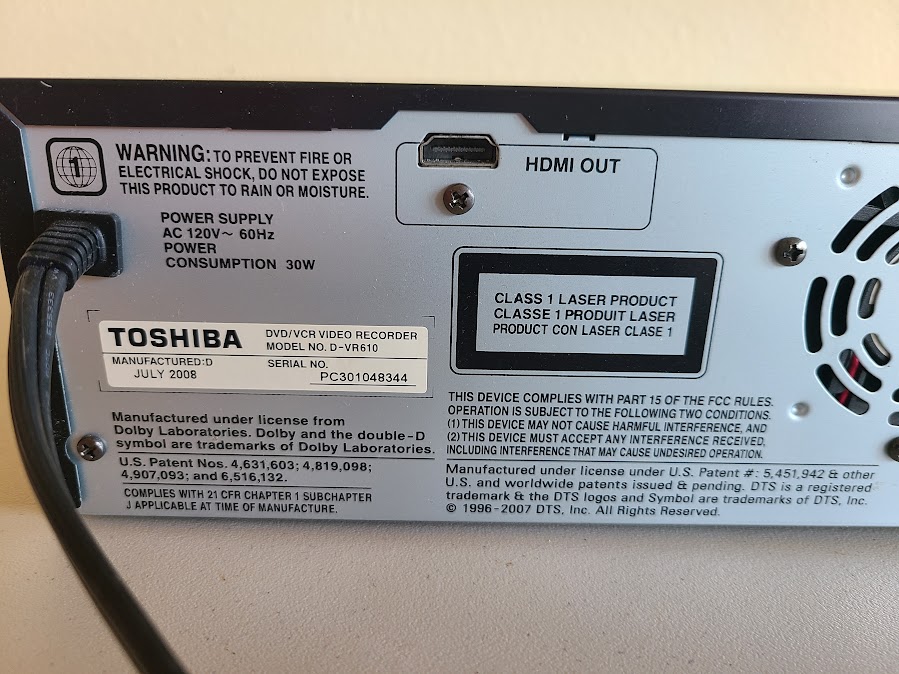 1
WARNING: TO PREVENT FIRE OR
ELECTRICAL SHOCK, DO NOT EXPOSE
THIS PRODUCT TO RAIN OR MOISTURE.
POWER SUPPLY
AC 120V～ 60Hz
POWER
CONSUMPTION 30W
HDMI OUT
CLASS 1 LASER PRODUCT
CLASSE 1 PRODUIT LASER
PRODUCT CON LASER CLASE 1
TOSHIBA
DVD/VCR VIDEO RECORDER
MODEL NO. D-VR610
MANUFACTURED:D
JULY 2008
SERIAL NO.
PC301048344
Manufactured under license from
Dolby Laboratories. Dolby and the double-D
symbol are trademarks of Dolby Laboratories.
U.S. Patent Nos. 4,631,603; 4,819,098;
4,907,093; and 6,516,132.
COMPLIES WITH 21 CFR CHAPTER 1 SUBCHAPTER
J APPLICABLE AT TIME OF MANUFACTURE.
THIS DEVICE COMPLIES WITH PART 15 OF THE FCC RULES.
OPERATION IS SUBJECT TO THE FOLLOWING TWO CONDITIONS.
(1) THIS DEVICE MAY NOT CAUSE HARMFUL INTERFERENCE, AND
(2) THIS DEVICE MUST ACCEPT ANY INTERFERENCE RECEIVED,
INCLUDING INTERFERENCE THAT MAY CAUSE UNDESIRED OPERATION.
Manufactured under license under U.S. Patent #: 5,451,942 & other
U.S. and worldwide patents issued & pending. DTS is a registered
trademark & the DTS logos and Symbol are trademarks of DTS, Inc.
© 1996-2007 DTS, Inc. All Rights Reserved.